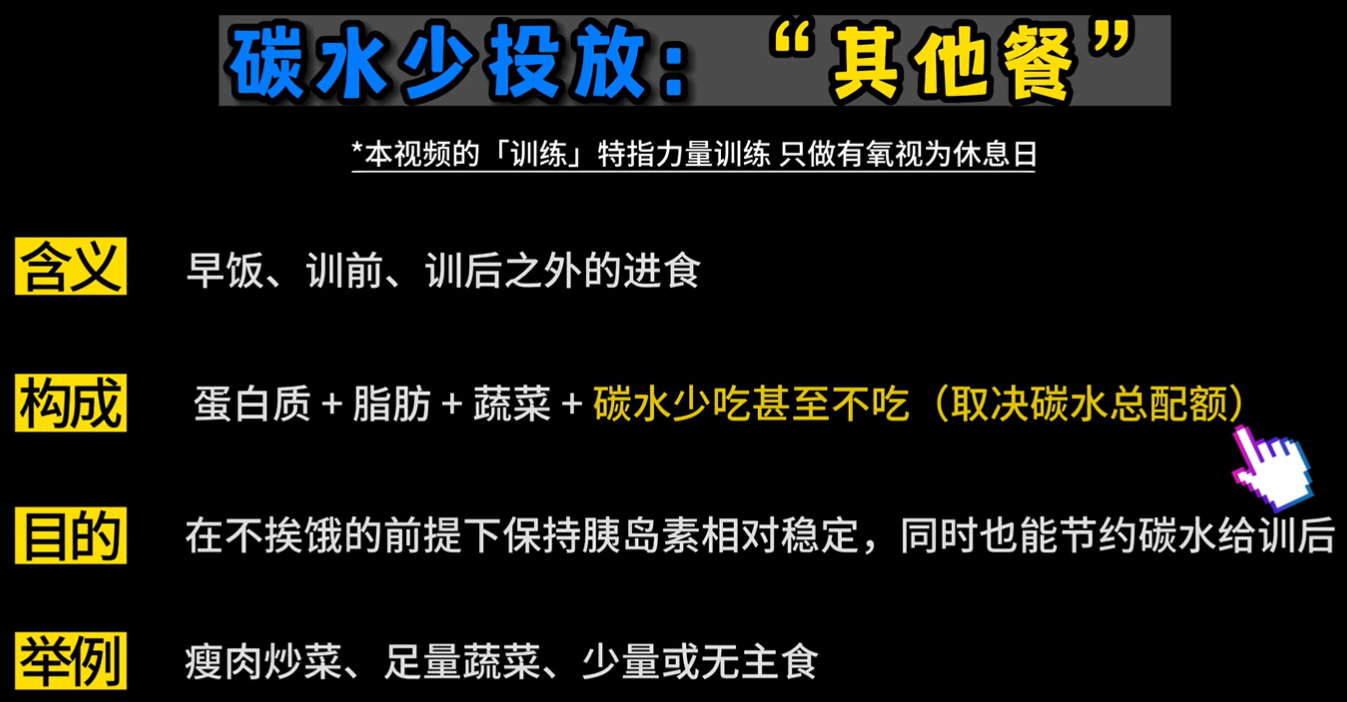 碳水少投放：“其他餐”
*本视频的「训练」特指力量训练 只做有氧视为休息日
含义 早饭、训前、训后之外的进食
构成 蛋白质 + 脂肪 + 蔬菜 + 碳水少吃甚至不吃（取决碳水总配额）
目的 在不挨饿的前提下保持胰岛素相对稳定，同时也能节约碳水给训后
举例 瘦肉炒菜、足量蔬菜、少量或无主食